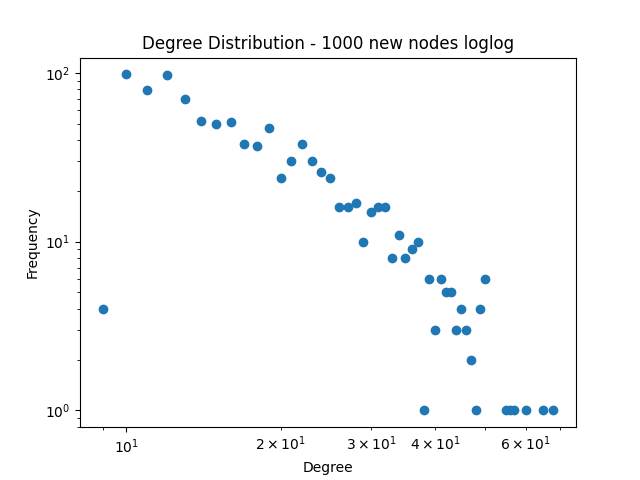 Degree Distribution - 1000 new nodes loglog
10²
10¹
10⁰
Frequency
10¹
2 × 10¹
3 × 10¹
4 × 10¹
6 × 10¹
Degree